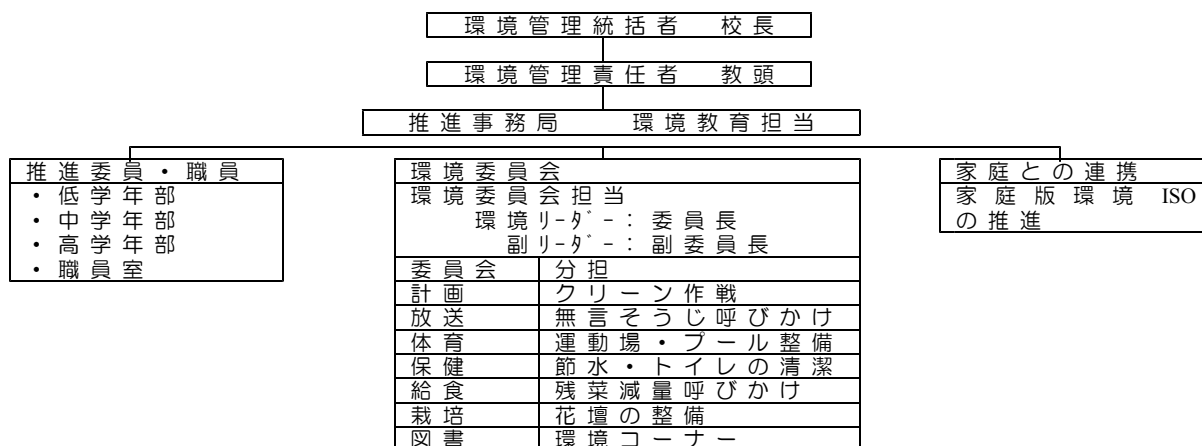 環境管理統括者　校長
環境管理責任者　教頭
推進事務局　　環境教育担当
推進委員・職員
・低学年部
・中学年部
・高学年部
・職員室
環境委員会
環境委員会担当
環境ﾘｰﾀﾞｰ：委員長
副ﾘｰﾀﾞｰ：副委員長
委員会　分担
計画　クリーン作戦
放送　無言そうじ呼びかけ
体育　運動場・プール整備
保健　節水・トイレの清潔
給食　残菜減量呼びかけ
栽培　花壇の整備
図書　環境コーナー
家庭との連携
家庭版環境 ISO
の推進